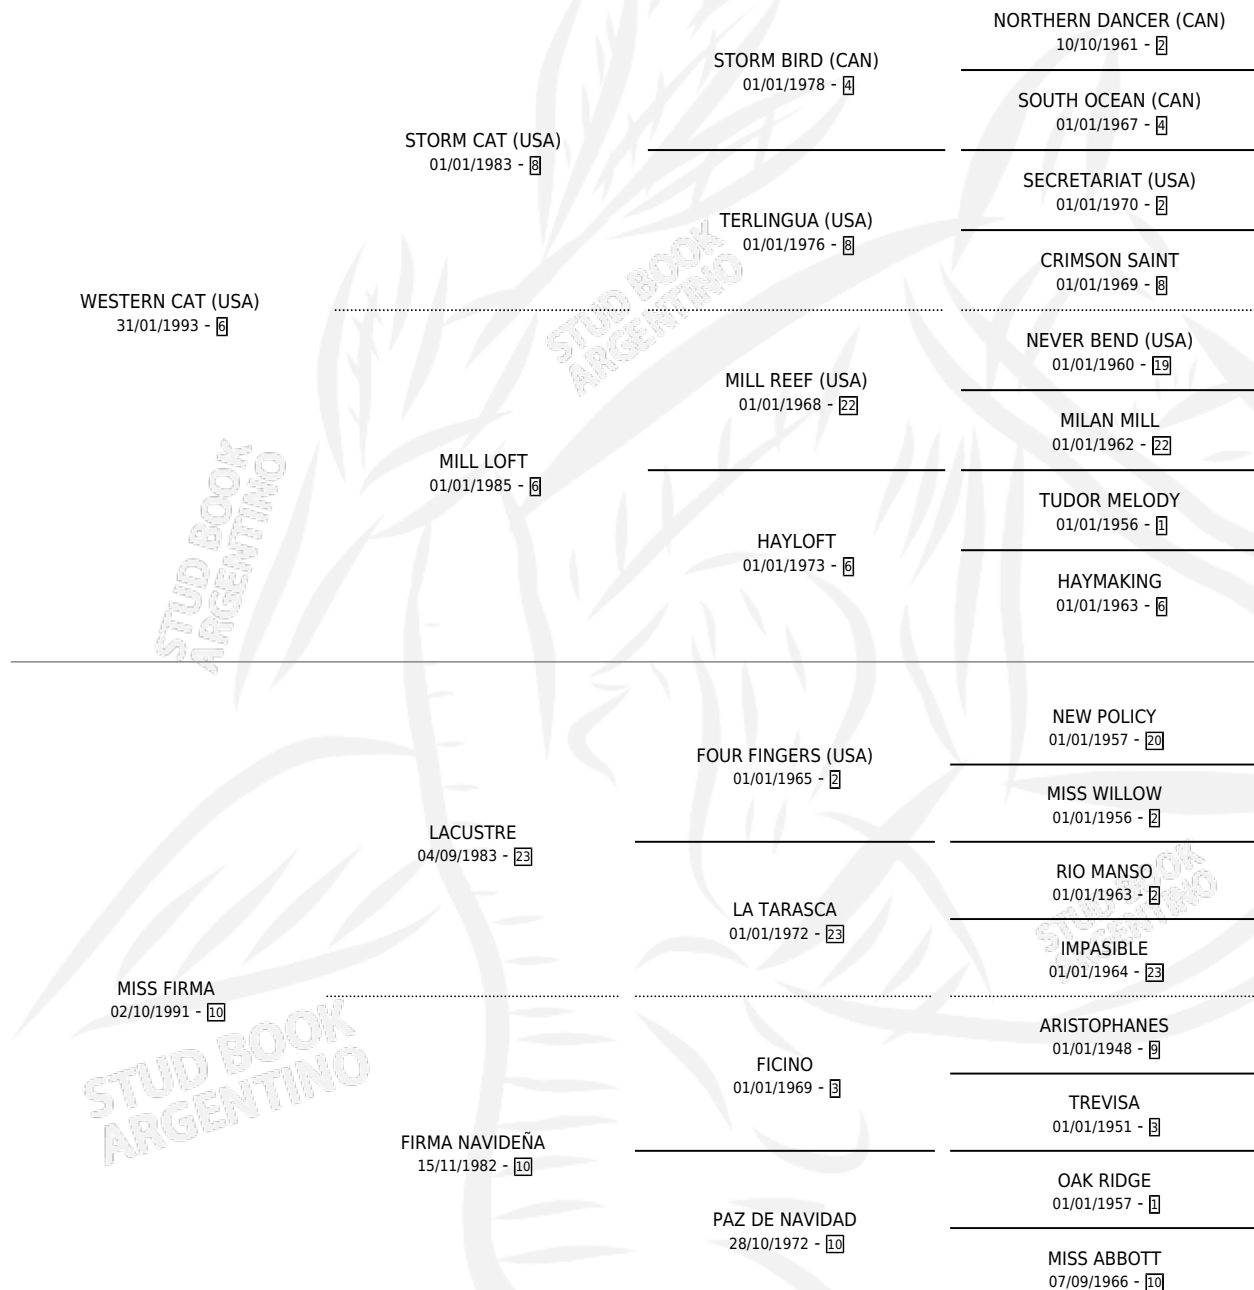 NORTHERN DANCER (CAN)
10/10/1961 - 2
STORM BIRD (CAN)
01/01/1978 - 4
SOUTH OCEAN (CAN)
01/01/1967 - 4
STORM CAT (USA)
01/01/1983 - 8
SECRETARIAT (USA)
01/01/1970 - 2
TERLINGUA (USA)
01/01/1976 - 8
CRIMSON SAINT
01/01/1969 - 8
WESTERN CAT (USA)
31/01/1993 - 6
STUD BOOK
ARGENTINO
NEVER BEND (USA)
01/01/1960 - 19
MILL REEF (USA)
01/01/1968 - 22
MILAN MILL
01/01/1962 - 22
MILL LOFT
01/01/1985 - 6
TUDOR MELODY
01/01/1956 - 1
HAYLOFT
01/01/1973 - 6
HAYMAKING
01/01/1963 - 6
STUD BOOK
ARGENTINO
NEW POLICY
01/01/1957 - 20
FOUR FINGERS (USA)
01/01/1965 - 2
MISS WILLOW
01/01/1956 - 2
LACUSTRE
04/09/1983 - 23
RIO MANSO
01/01/1963 - 2
LA TARASCA
01/01/1972 - 23
STUD BOOK
ARGENTINO
IMPASIBLE
01/01/1964 - 23
MISS FIRMA
02/10/1991 - 10
ARISTOPHANES
01/01/1948 - 9
FICINO
01/01/1969 - 3
TREVISA
01/01/1951 - 3
STUD BOOK
ARGENTINO
FIRMA NAVIDEÑA
15/11/1982 - 10
OAK RIDGE
01/01/1957 - 1
PAZ DE NAVIDAD
28/10/1972 - 10
MISS ABBOTT
07/09/1966 - 10